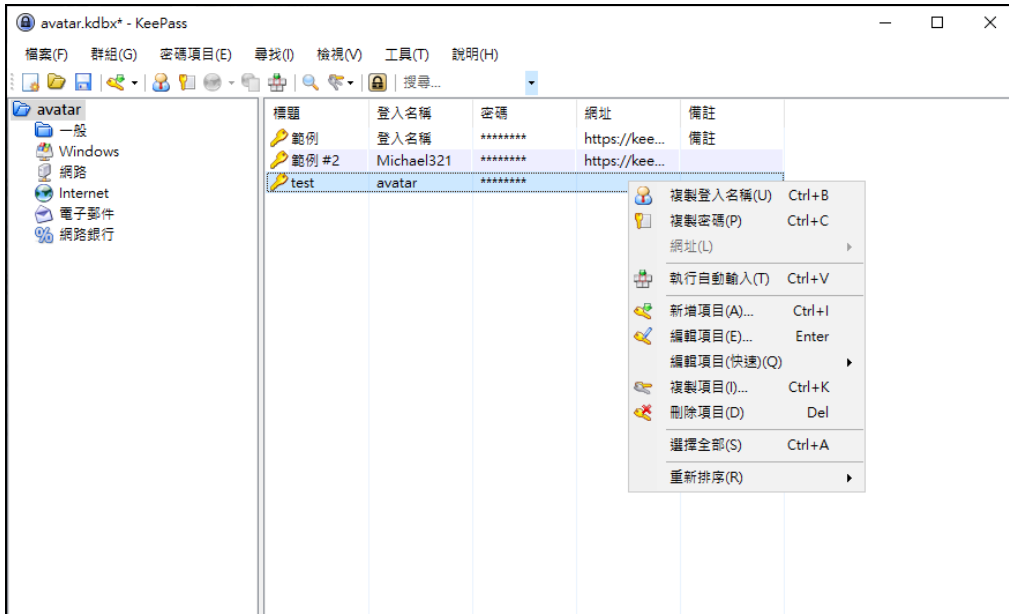 avatar.kdbx* - KeePass
檔案(F) 群組(G) 密碼項目(E) 尋找(I) 檢視(V) 工具(T) 說明(H)
搜尋...
avatar
一般
Windows
網路
Internet
電子郵件
網路銀行
標題 登入名稱 密碼 網址 備註
範例 登入名稱 ******** https://kee... 備註
範例 #2 Michael321 ******** https://kee...
test avatar ********
複製登入名稱(U) Ctrl+B
複製密碼(P) Ctrl+C
網址(L)
執行自動輸入(T) Ctrl+V
新增項目(A)... Ctrl+I
編輯項目(E)... Enter
編輯項目(快速)(Q)
複製項目(I)... Ctrl+K
刪除項目(D) Del
選擇全部(S) Ctrl+A
重新排序(R)